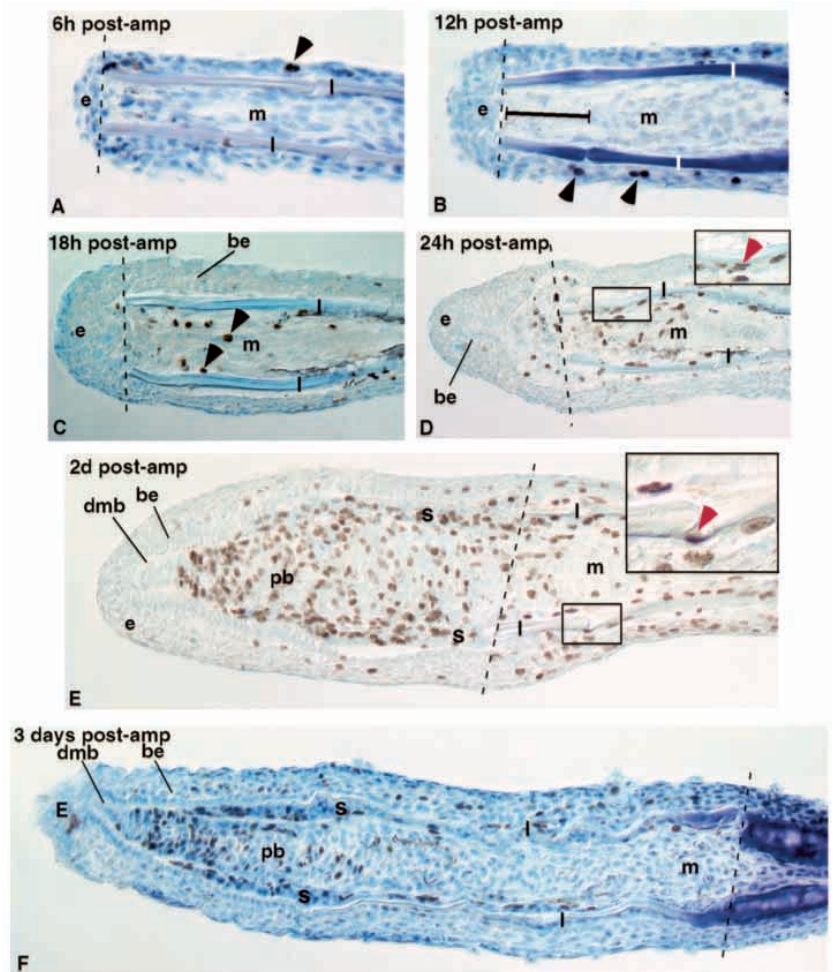 6h post-amp
e
m
l
l
A
12h post-amp
e
m
l
l
B
18h post-amp
be
e
m
l
l
C
24h post-amp
e
be
m
l
l
D
2d post-amp
dmb
be
S
l
pb
m
e
S
l
E
3 days post-amp
dmb
be
E
S
l
pb
m
S
l
F